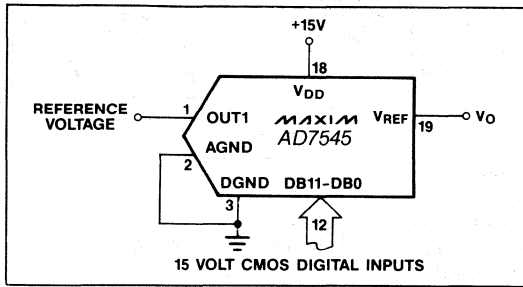 +15V
18
VDD
REFERENCE VOLTAGE
1
OUT1
MAXIM
AD7545
VREF
19
VO
AGND
2
DGND
3
DB11-DB0
12
15 VOLT CMOS DIGITAL INPUTS